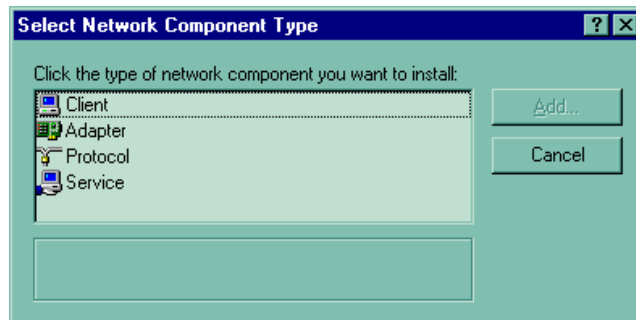 Select Network Component Type
Click the type of network component you want to install:
Client
Adapter
Protocol
Service
Add...
Cancel